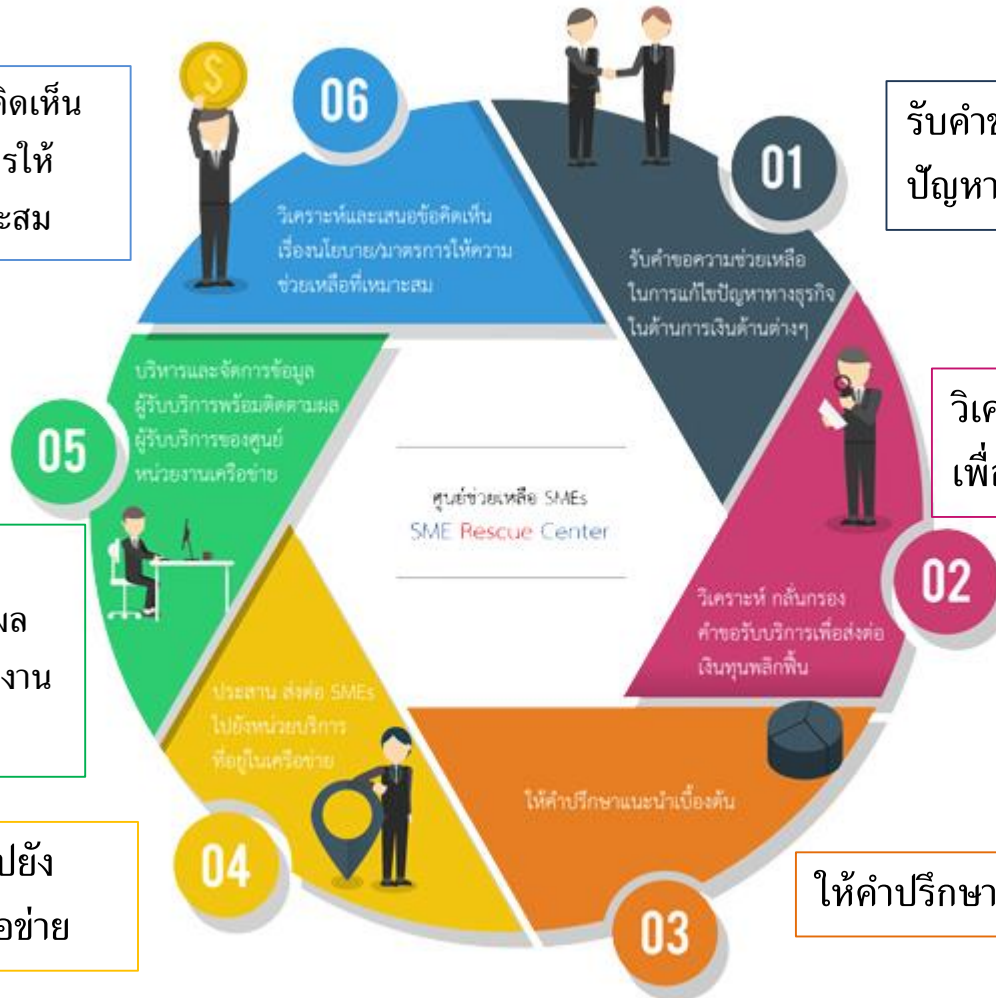 06
วิเคราะห์และเสนอข้อคิดเห็น
เรื่องนโยบาย/มาตรการให้ความ
ช่วยเหลือที่เหมาะสม
01
รับคำขอความช่วยเหลือ
ในการแก้ไขปัญหาทางธุรกิจ
ในด้านการเงินด้านต่างๆ
รับคำข
ปัญหา
คิดเห็น
รให้
ะสม
05
บริหารและจัดการข้อมูล
ผู้รับบริการพร้อมติดตามผล
ผู้รับบริการของศูนย์
หน่วยงานเครือข่าย
ศูนย์ช่วยเหลือ SMEs
SME Rescue Center
วิเค
เพื่อ
02
วิเคราะห์ กลั่นกรอง
คำขอรับบริการเพื่อส่งต่อ
เงินทุนพลิกฟื้น
ผล
งาน
ประสาน ส่งต่อ SMEs
ไปยังหน่วยบริการ
ที่อยู่ในเครือข่าย
04
ปยัง
อข่าย
ให้คำปรึกษาแนะนำเบื้องต้น
03
ให้คำปรึกษา